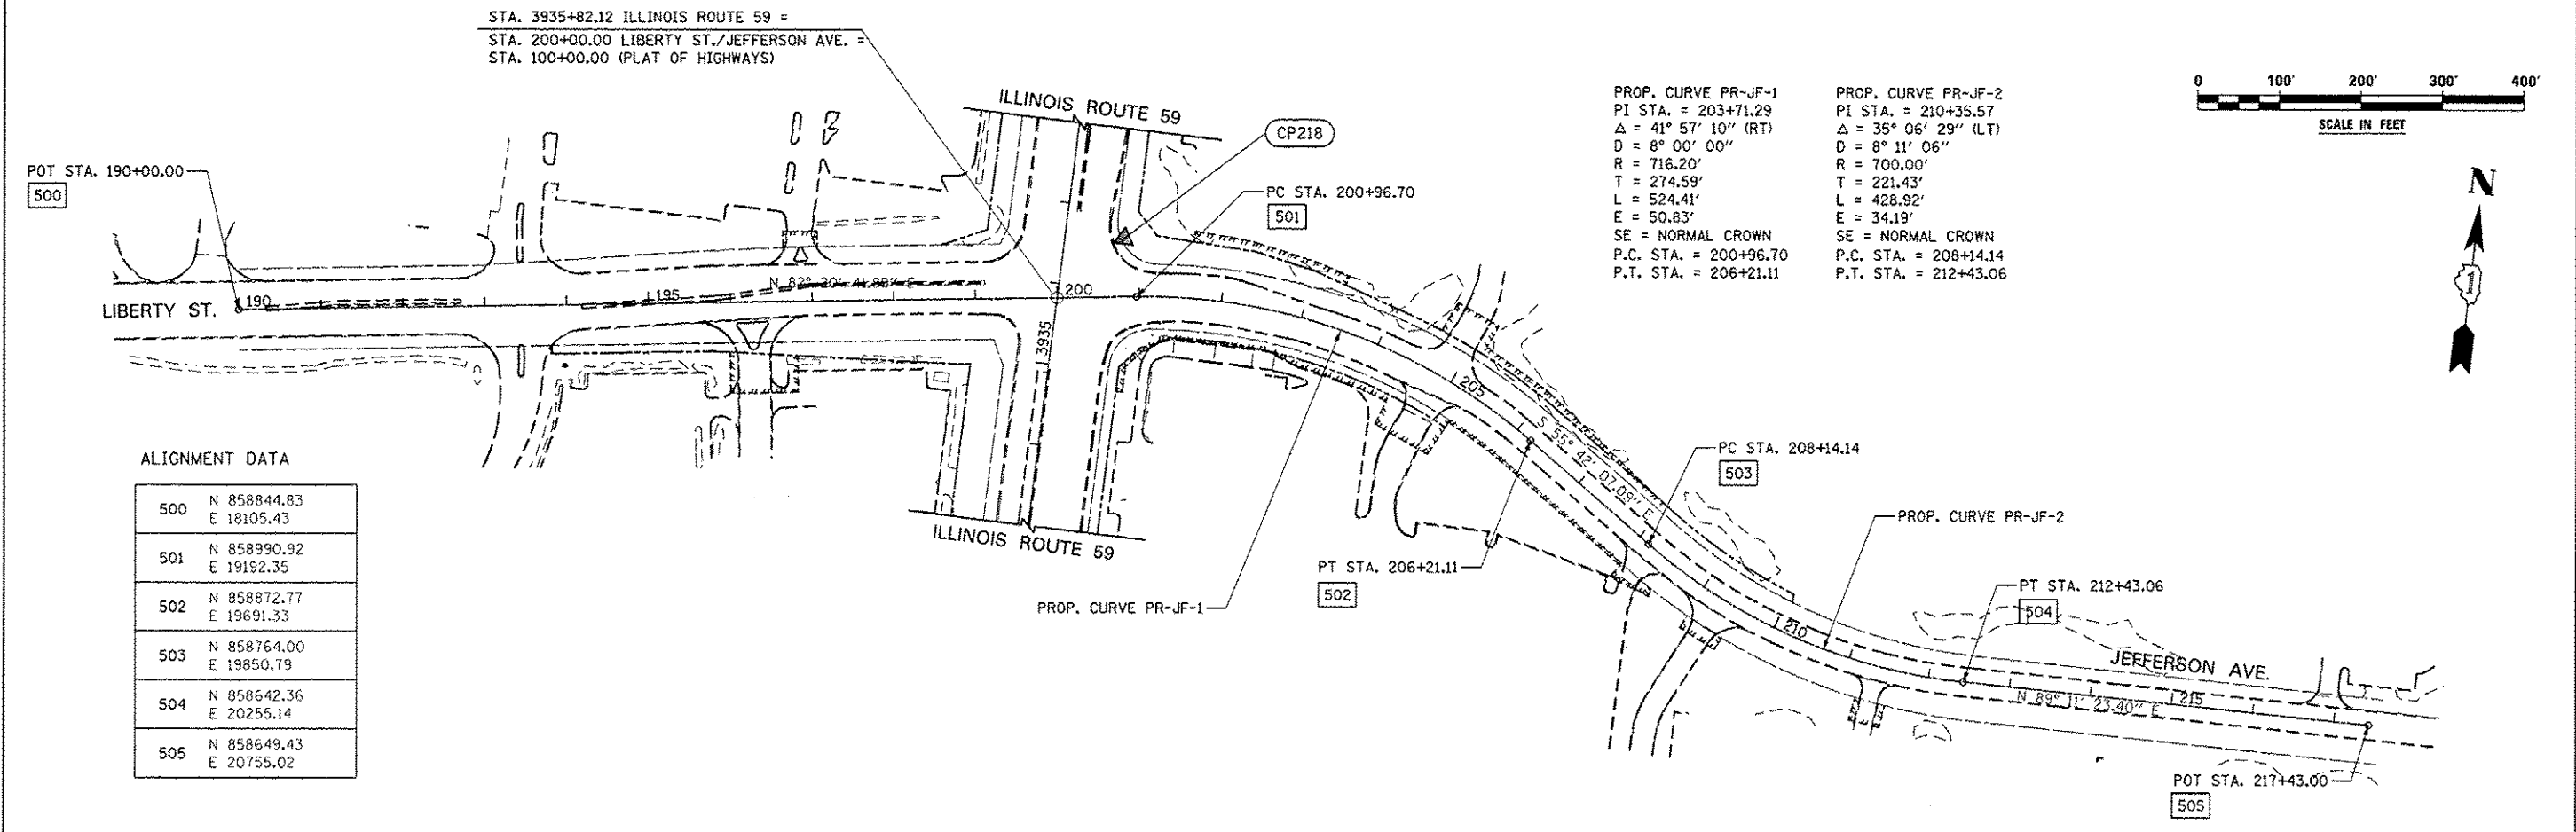 STA. 3935+82.12 ILLINOIS ROUTE 59 =
STA. 200+00.00 LIBERTY ST./JEFFERSON AVE. =
STA. 100+00.00 (PLAT OF HIGHWAYS)
ILLINOIS ROUTE 59
CP218
POT STA. 190+00.00
500
PC STA. 200+96.70
501
PROP. CURVE PR-JF-1
PI STA. = 203+71.29
Δ = 41° 57' 10" (RT)
D = 8° 00' 00"
R = 716.20'
T = 274.59'
L = 524.41'
E = 50.83'
SE = NORMAL CROWN
P.C. STA. = 200+96.70
P.T. STA. = 206+21.11
PROP. CURVE PR-JF-2
PI STA. = 210+35.57
Δ = 35° 06' 29" (LT)
D = 8° 11' 06"
R = 700.00'
T = 221.43'
L = 428.92'
E = 34.19'
SE = NORMAL CROWN
P.C. STA. = 208+14.14
P.T. STA. = 212+43.06
0 100' 200' 300' 400'
SCALE IN FEET
N
1
LIBERTY ST.
190
195
N 82° 20' 41.88" E
200
3935
205
S 55° 42' 07.09" E
PC STA. 208+14.14
503
PROP. CURVE PR-JF-2
ILLINOIS ROUTE 59
PT STA. 206+21.11
502
PROP. CURVE PR-JF-1
210
PT STA. 212+43.06
504
JEFFERSON AVE.
N 89° 11' 23.40" E
215
POT STA. 217+43.00
505
ALIGNMENT DATA
500 N 858844.83
E 18105.43
501 N 858990.92
E 19192.35
502 N 858872.77
E 19691.33
503 N 858764.00
E 19850.79
504 N 858642.36
E 20255.14
505 N 858649.43
E 20755.02